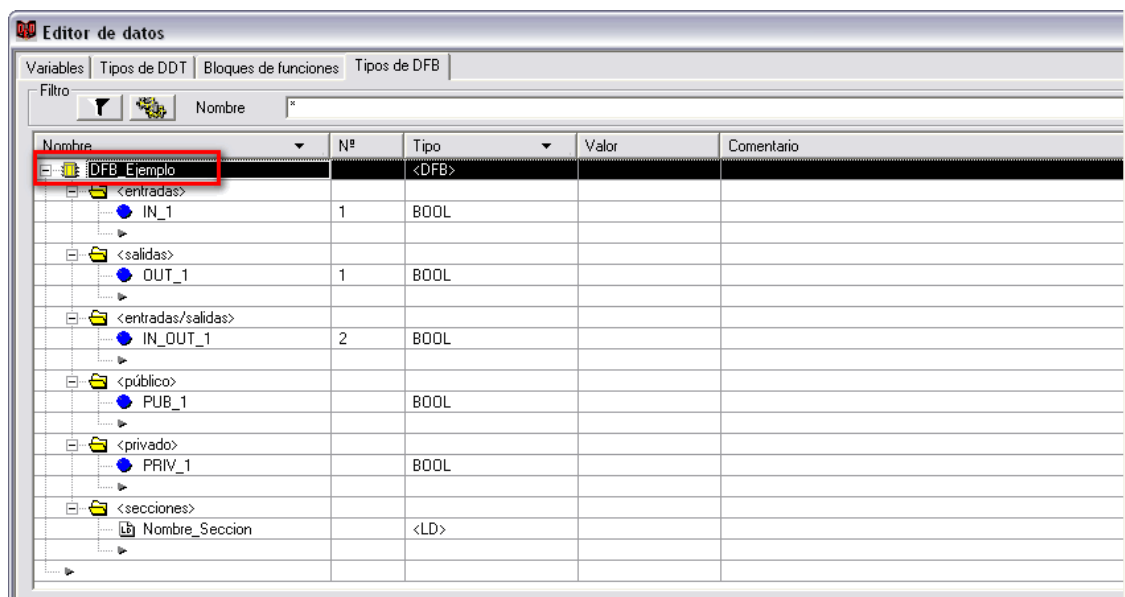 Editor de datos
Variables Tipos de DDT Bloques de funciones Tipos de DFB
Filtro
Nombre *
Nombre Nº Tipo Valor Comentario
DFB_Ejemplo <DFB>
<entradas>
IN_1 1 BOOL
<salidas>
OUT_1 1 BOOL
<entradas/salidas>
IN_OUT_1 2 BOOL
<público>
PUB_1 BOOL
<privado>
PRIV_1 BOOL
<secciones>
LD Nombre_Seccion <LD>